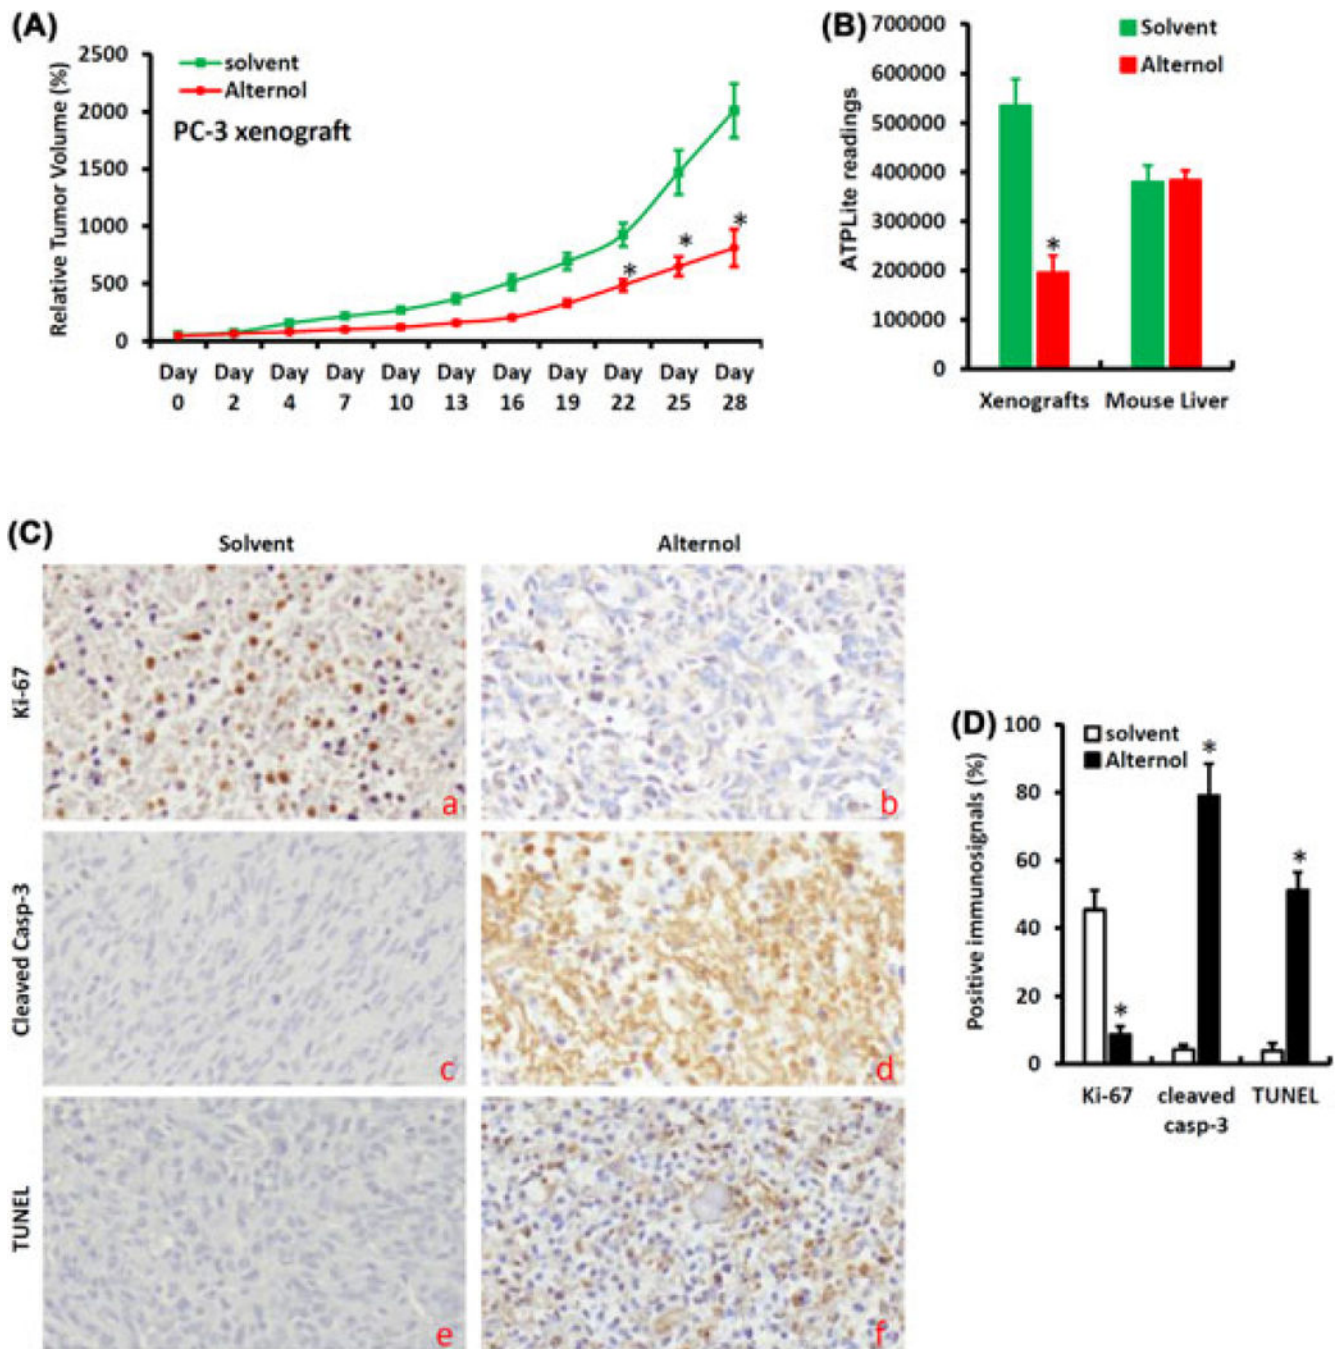 (A)
2500
2000
1500
1000
500
0
Relative Tumor Volume (%)
solvent
Alternol
PC-3 xenograft
*
*
*
Day Day Day Day Day Day Day Day Day Day Day
0 2 4 7 10 13 16 19 22 25 28
(B)
700000
600000
500000
400000
300000
200000
100000
0
ATPLite readings
Solvent
Alternol
*
Xenografts Mouse Liver
(C)
Solvent Alternol
Ki-67
a b
Cleaved Casp-3
c d
TUNEL
e f
(D)
100
80
60
40
20
0
Positive immunosignals (%)
solvent
Alternol
*
*
*
Ki-67 cleaved TUNEL
casp-3